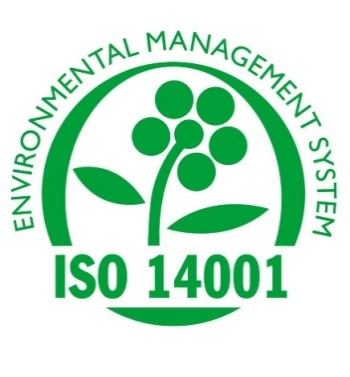 ENVIRONMENTAL MANAGEMENT SYSTEM
ISO 14001